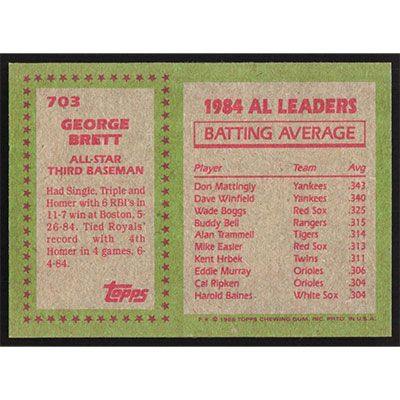 703
GEORGE
BRETT
ALL-STAR
THIRD BASEMAN
Had Single, Triple and
Homer with 6 RBI's in
11-7 win at Boston, 5-
26-84. Tied Royals'
record with 4th
Homer in 4 games, 6-
4-84.
Topps
1984 AL LEADERS
BATTING AVERAGE
Player Team Avg
Don Mattingly Yankees .343
Dave Winfield Yankees .340
Wade Boggs Red Sox .325
Buddy Bell Rangers .315
Alan Trammell Tigers .314
Mike Easler Red Sox .313
Kent Hrbek Twins .311
Eddie Murray Orioles .306
Cal Ripken Orioles .304
Harold Baines White Sox .304
© 1985 TOPPS CHEWING GUM, INC. PRTD. IN U.S.A.